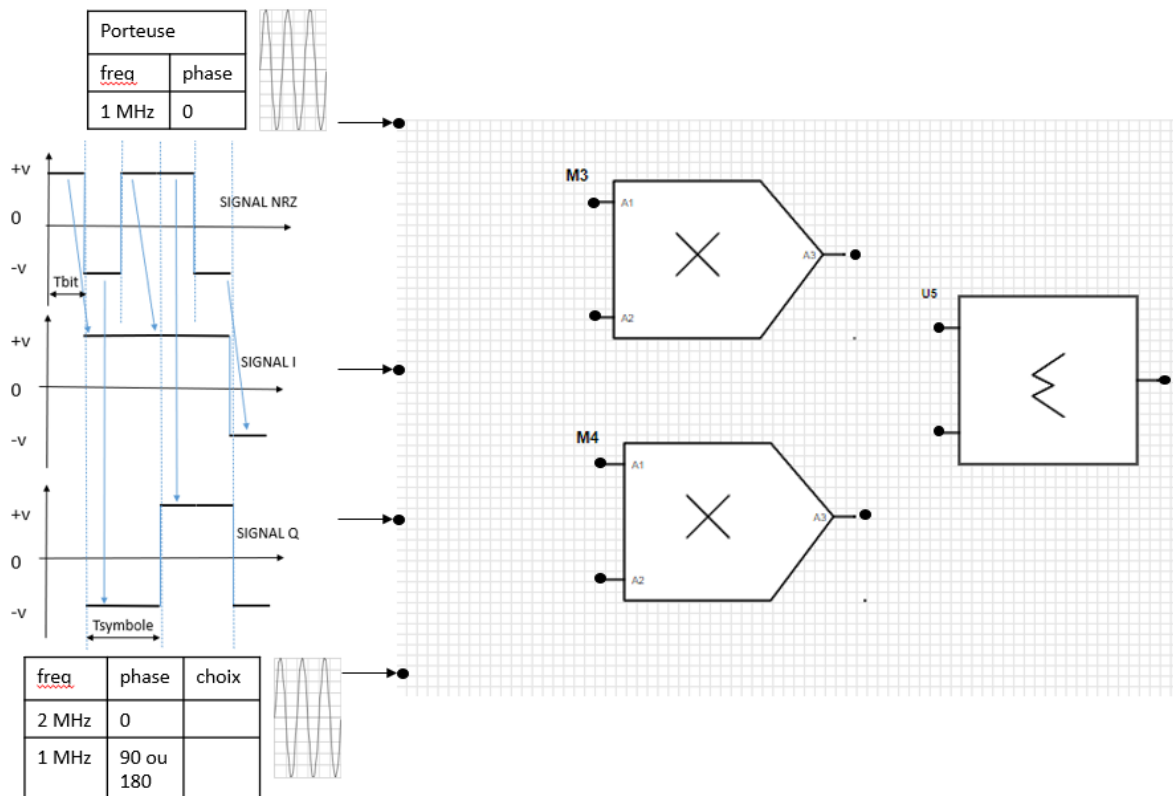 Porteuse
freq phase
1 MHz 0
+v
SIGNAL NRZ
0
-v
Tbit
+v
SIGNAL I
0
-v
+v
SIGNAL Q
0
-v
Tsymbole
freq phase choix
2 MHz 0
1 MHz 90 ou
180
M3
A1
A3
A2
M4
A1
A3
A2
U5